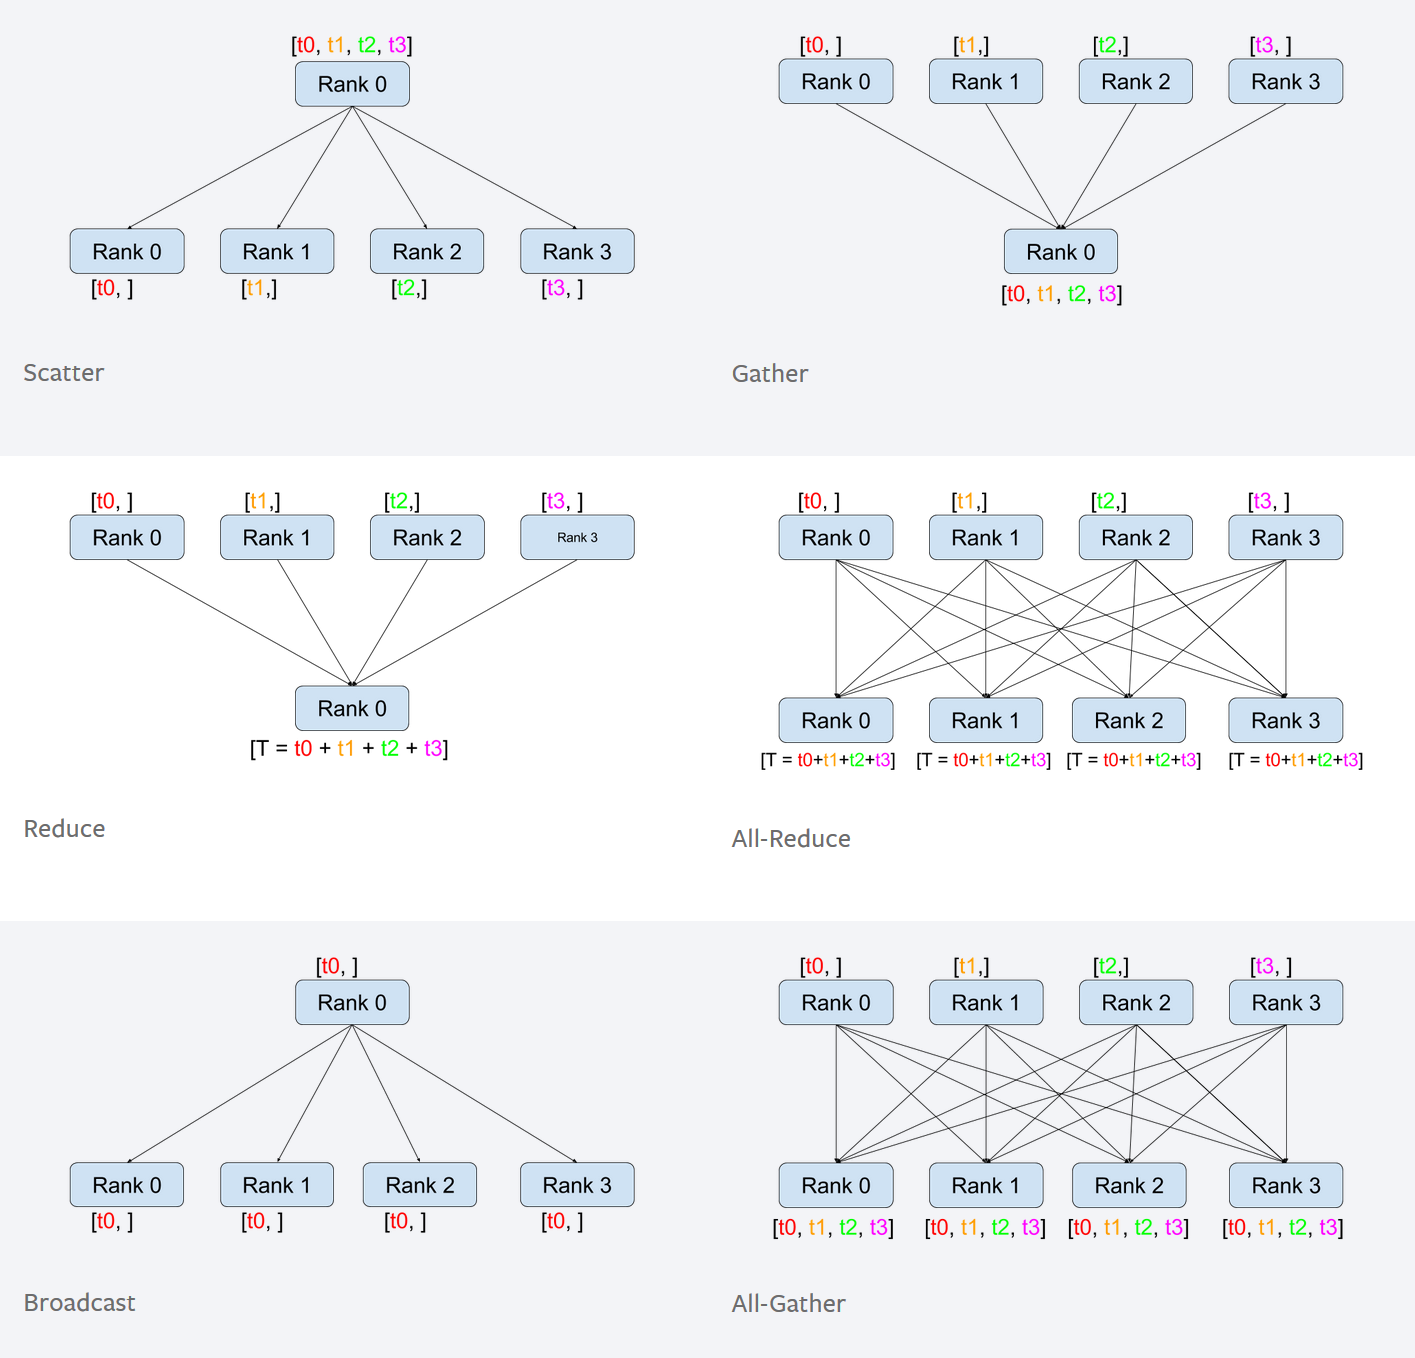 [t0, t1, t2, t3]
Rank 0
Rank 0 Rank 1 Rank 2 Rank 3
[t0, ] [t1,] [t2,] [t3, ]
Scatter
[t0, ] [t1,] [t2,] [t3, ]
Rank 0 Rank 1 Rank 2 Rank 3
Rank 0
[t0, t1, t2, t3]
Gather
[t0, ] [t1,] [t2,] [t3, ]
Rank 0 Rank 1 Rank 2 Rank 3
Rank 0
[T = t0 + t1 + t2 + t3]
Reduce
[t0, ] [t1,] [t2,] [t3, ]
Rank 0 Rank 1 Rank 2 Rank 3
Rank 0 Rank 1 Rank 2 Rank 3
[T = t0+t1+t2+t3] [T = t0+t1+t2+t3] [T = t0+t1+t2+t3] [T = t0+t1+t2+t3]
All-Reduce
[t0, ]
Rank 0
Rank 0 Rank 1 Rank 2 Rank 3
[t0, ] [t0, ] [t0, ] [t0, ]
Broadcast
[t0, ] [t1,] [t2,] [t3, ]
Rank 0 Rank 1 Rank 2 Rank 3
Rank 0 Rank 1 Rank 2 Rank 3
[t0, t1, t2, t3] [t0, t1, t2, t3] [t0, t1, t2, t3] [t0, t1, t2, t3]
All-Gather